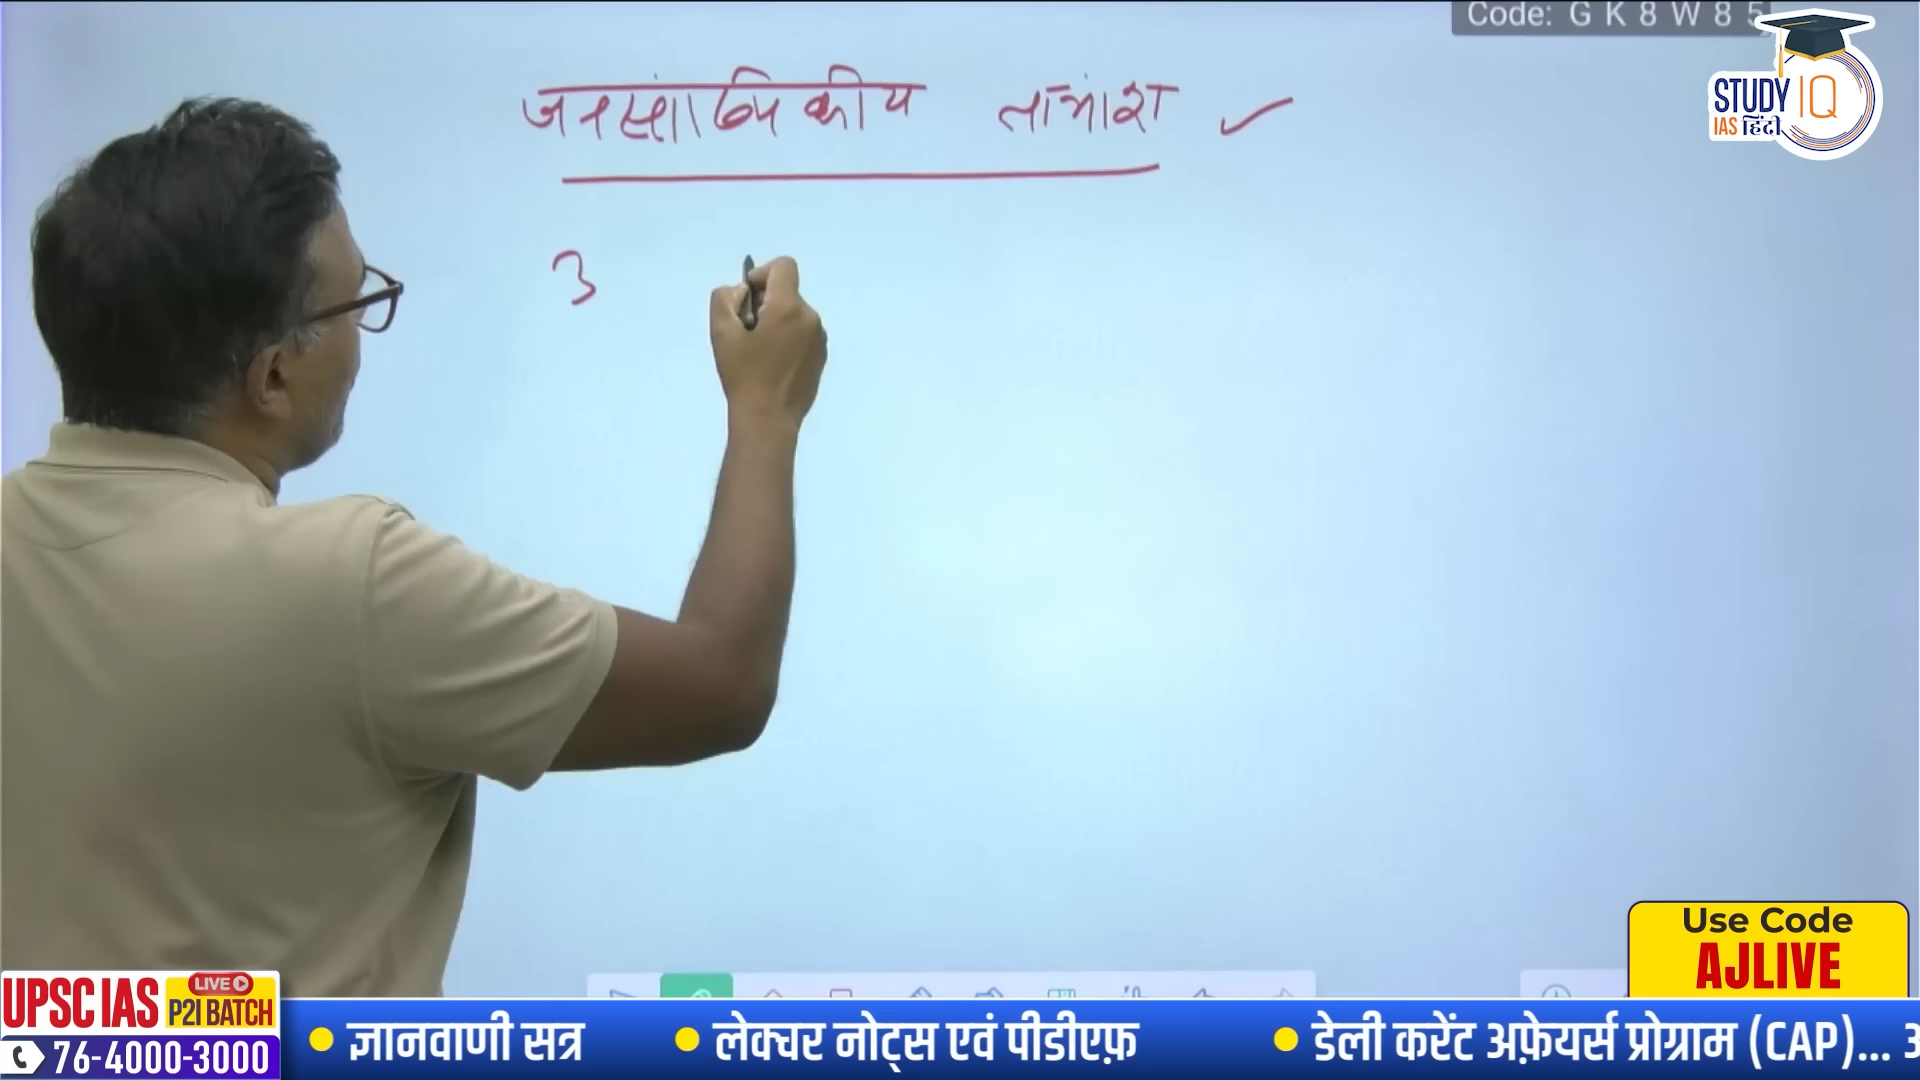 Code: G K 8 W 8 5
STUDY IQ
IAS हिंदी
जनसांख्यिकीय लाभांश
3
Use Code
AJLIVE
UPSC IAS
LIVE
P2I BATCH
76-4000-3000
ज्ञानवाणी सत्र
लेक्चर नोट्स एवं पीडीएफ़
डेली करेंट अफ़ेयर्स प्रोग्राम (CAP)...